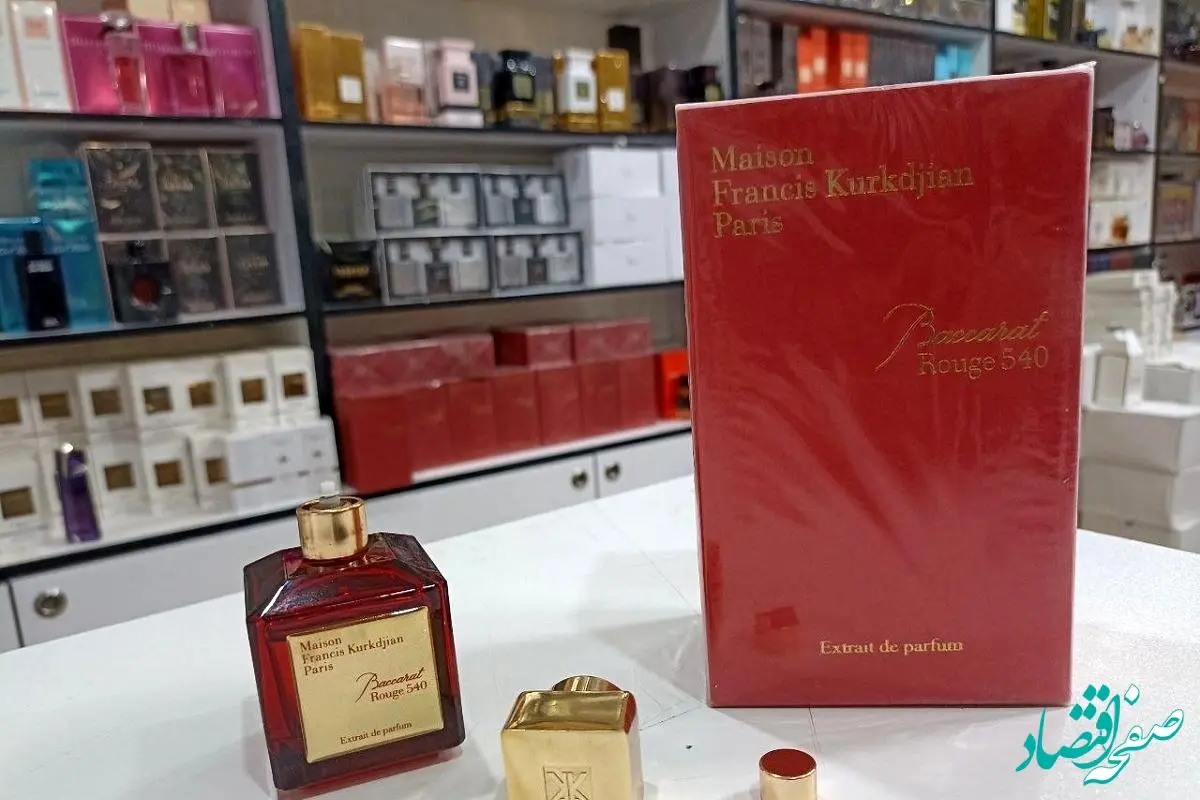 Maison
Francis Kurkdjian
Paris
Baccarat
Rouge 540
Extrait de parfum
Maison
Francis Kurkdjian
Paris
Baccarat
Rouge 540
Extrait de parfum
صفحه اقتصاد